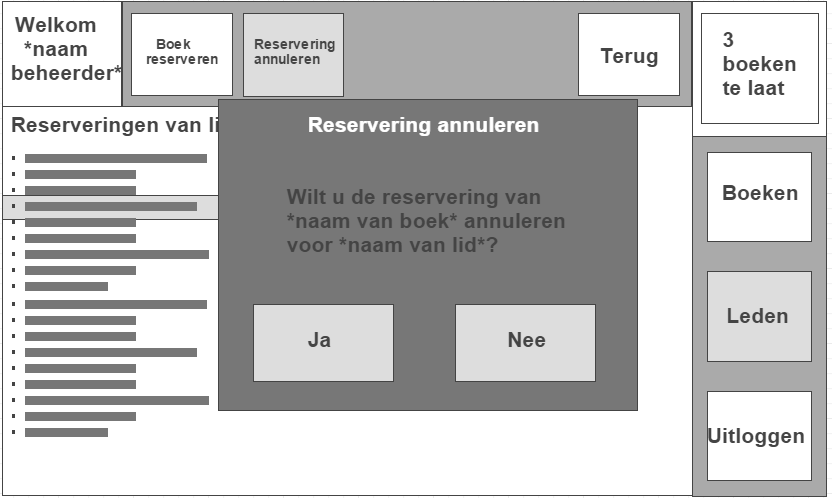 Welkom
*naam
beheerder*
Boek
reserveren
Reservering
annuleren
Terug
3
boeken
te laat
Reserveringen van li
Reservering annuleren
Wilt u de reservering van
*naam van boek* annuleren
voor *naam van lid*?
Ja
Nee
Boeken
Leden
Uitloggen